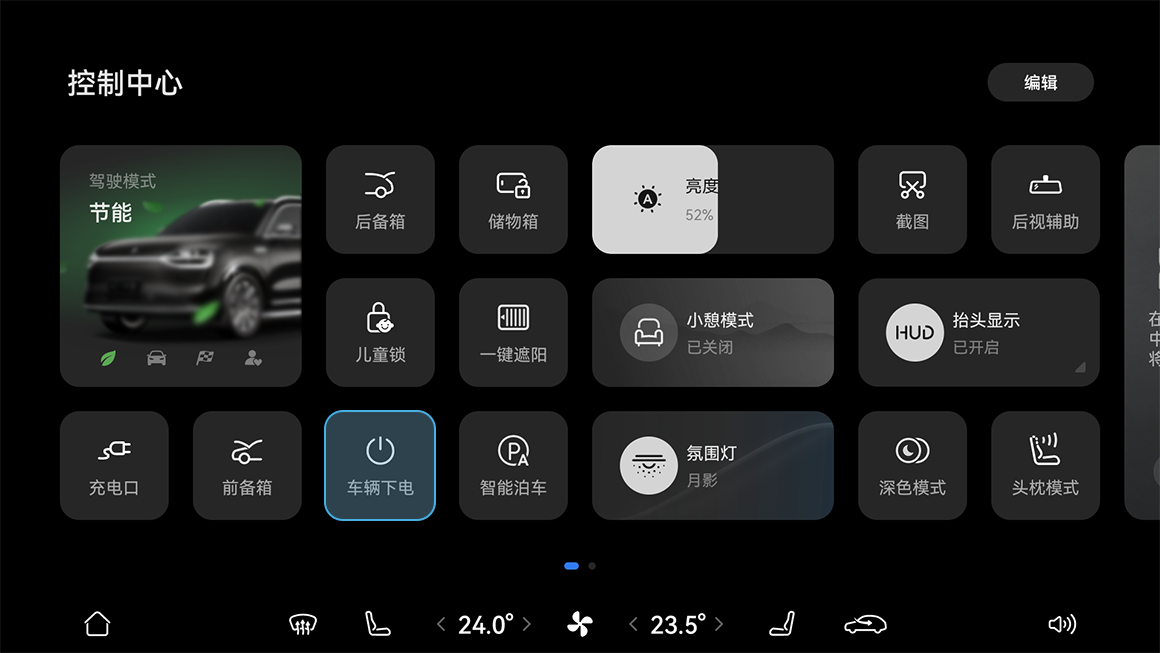 控制中心
编辑
驾驶模式
节能
后备箱
储物箱
A
亮度
52%
截图
后视辅助
儿童锁
一键遮阳
小憩模式
已关闭
HUD
抬头显示
已开启
在
中
将
充电口
前备箱
车辆下电
PA
智能泊车
氛围灯
月影
深色模式
头枕模式
24.0°
23.5°